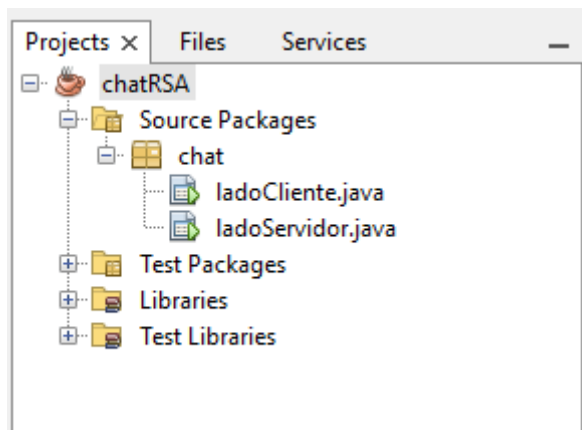 Projects Files Services
chatRSA
Source Packages
chat
ladoCliente.java
ladoServidor.java
Test Packages
Libraries
Test Libraries